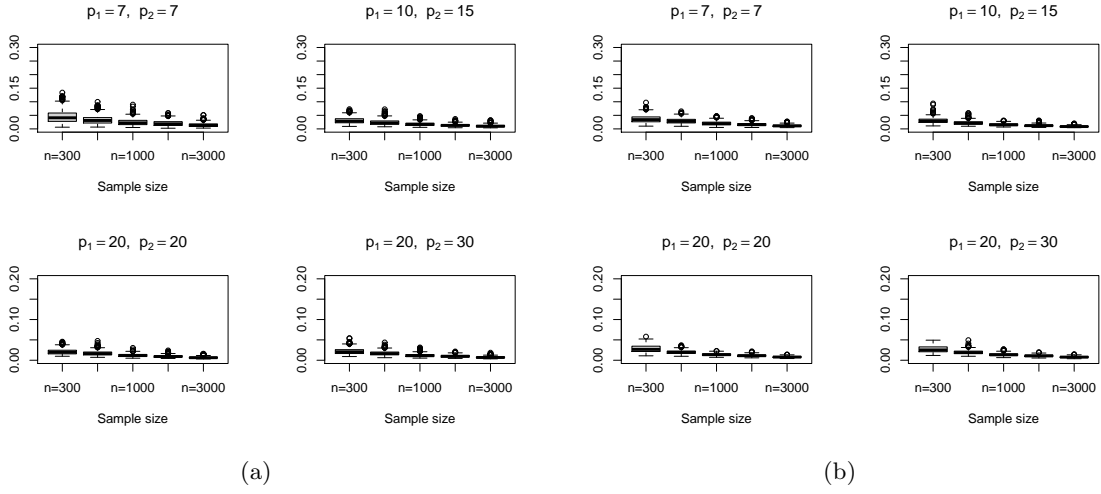 p₁ = 7, p₂ = 7
0.00 0.15 0.30
n=300 n=1000 n=3000
Sample size
p₁ = 10, p₂ = 15
0.00 0.15 0.30
n=300 n=1000 n=3000
Sample size
p₁ = 20, p₂ = 20
0.00 0.10 0.20
n=300 n=1000 n=3000
Sample size
p₁ = 20, p₂ = 30
0.00 0.10 0.20
n=300 n=1000 n=3000
Sample size
(a)
p₁ = 7, p₂ = 7
0.00 0.15 0.30
n=300 n=1000 n=3000
Sample size
p₁ = 10, p₂ = 15
0.00 0.15 0.30
n=300 n=1000 n=3000
Sample size
p₁ = 20, p₂ = 20
0.00 0.10 0.20
n=300 n=1000 n=3000
Sample size
p₁ = 20, p₂ = 30
0.00 0.10 0.20
n=300 n=1000 n=3000
Sample size
(b)